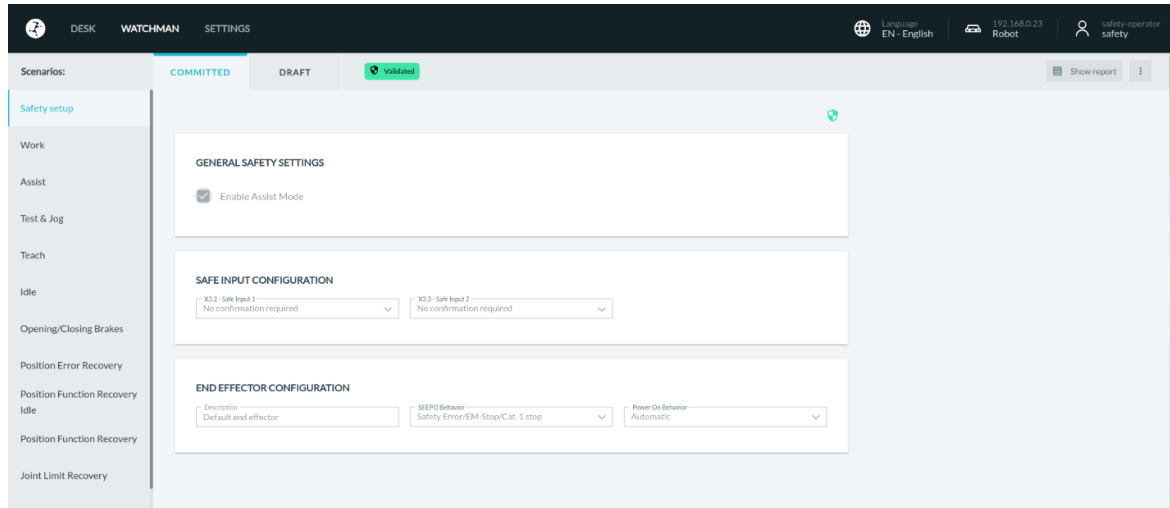 DESK WATCHMAN SETTINGS
Language
EN - English
192.168.0.23
Robot
safety-operator
safety
Scenarios:
COMMITTED DRAFT Validated Show report
Safety setup
Work
Assist
Test & Jog
Teach
Idle
Opening/Closing Brakes
Position Error Recovery
Position Function Recovery
Idle
Position Function Recovery
Joint Limit Recovery
GENERAL SAFETY SETTINGS
Enable Assist Mode
SAFE INPUT CONFIGURATION
X3.2 - Safe Input 1
No confirmation required
X3.3 - Safe Input 2
No confirmation required
END EFFECTOR CONFIGURATION
Description
Default end effector
SEEPO Behavior
Safety Error/EM-Stop/Cat. 1 stop
Power On Behavior
Automatic